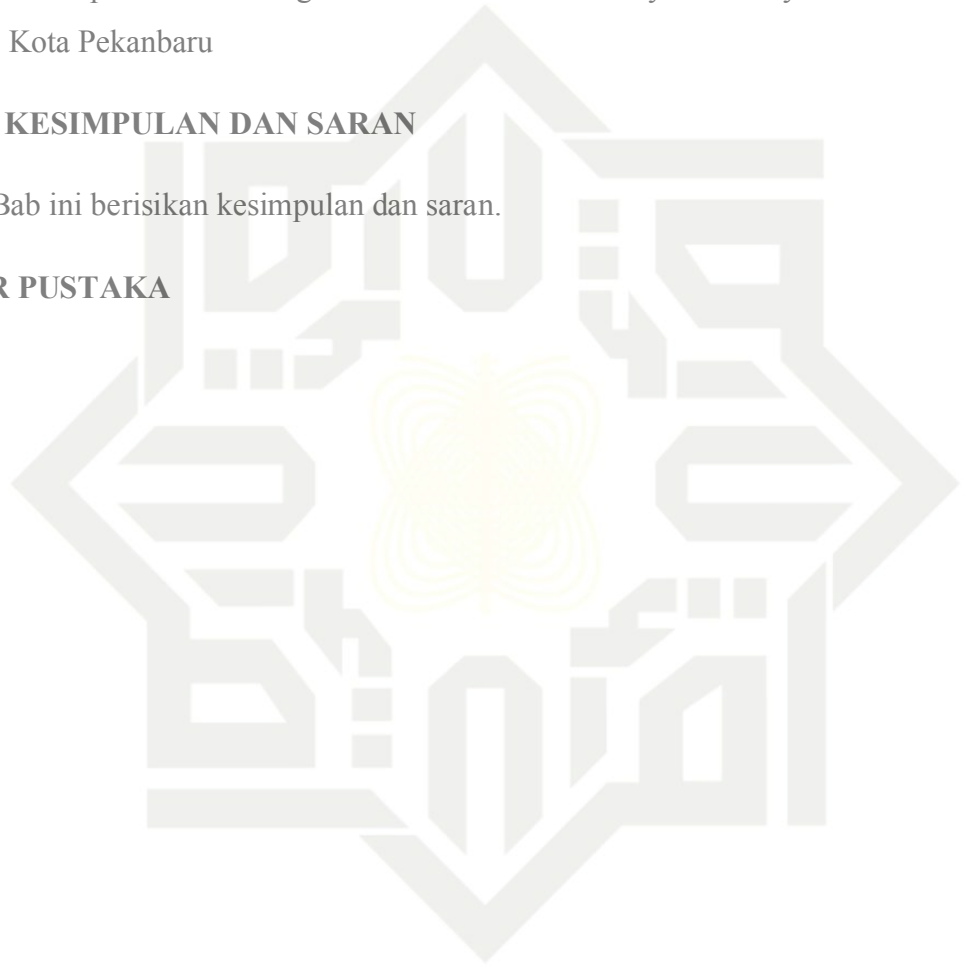 Kota Pekanbaru
KESIMPULAN DAN SARAN
Bab ini berisikan kesimpulan dan saran.
R PUSTAKA